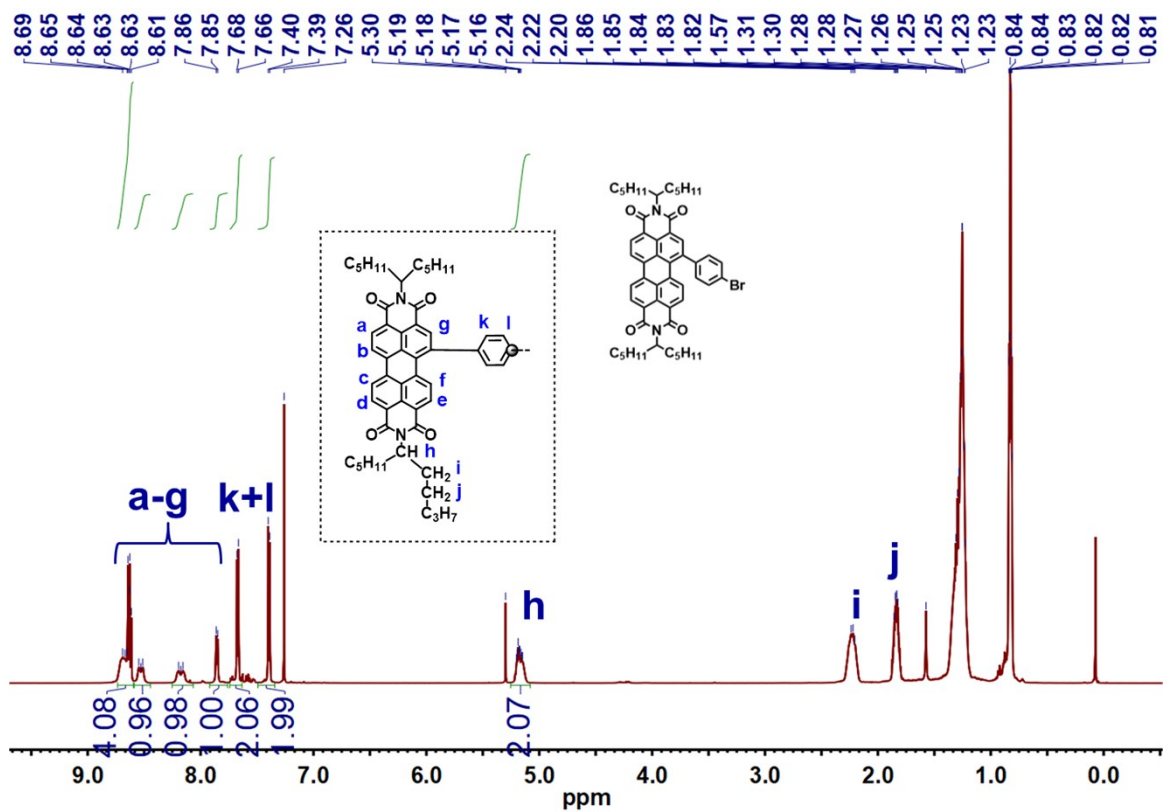 8.69 8.65 8.64 8.63 8.63 8.61 7.86 7.85 7.68 7.66 7.40 7.39 7.26 5.30 5.19 5.18 5.17 5.16 2.24 2.22 2.20 1.86 1.85 1.84 1.83 1.82 1.57 1.31 1.30 1.28 1.28 1.27 1.26 1.25 1.25 1.23 1.23 0.84 0.84 0.83 0.82 0.82 0.81
C₅H₁₁ C₅H₁₁
O N O
Br
O N O
C₅H₁₁ C₅H₁₁
C₅H₁₁ C₅H₁₁
O N O
a g k l
b
c f
d e
O N O
CH h
C₅H₁₁ CH₂ i
CH₂ j
C₃H₇
a-g k+l h i j
4.08 0.96 0.98 1.00 2.06 1.99 2.07
9.0 8.0 7.0 6.0 5.0 4.0 3.0 2.0 1.0 0.0
ppm